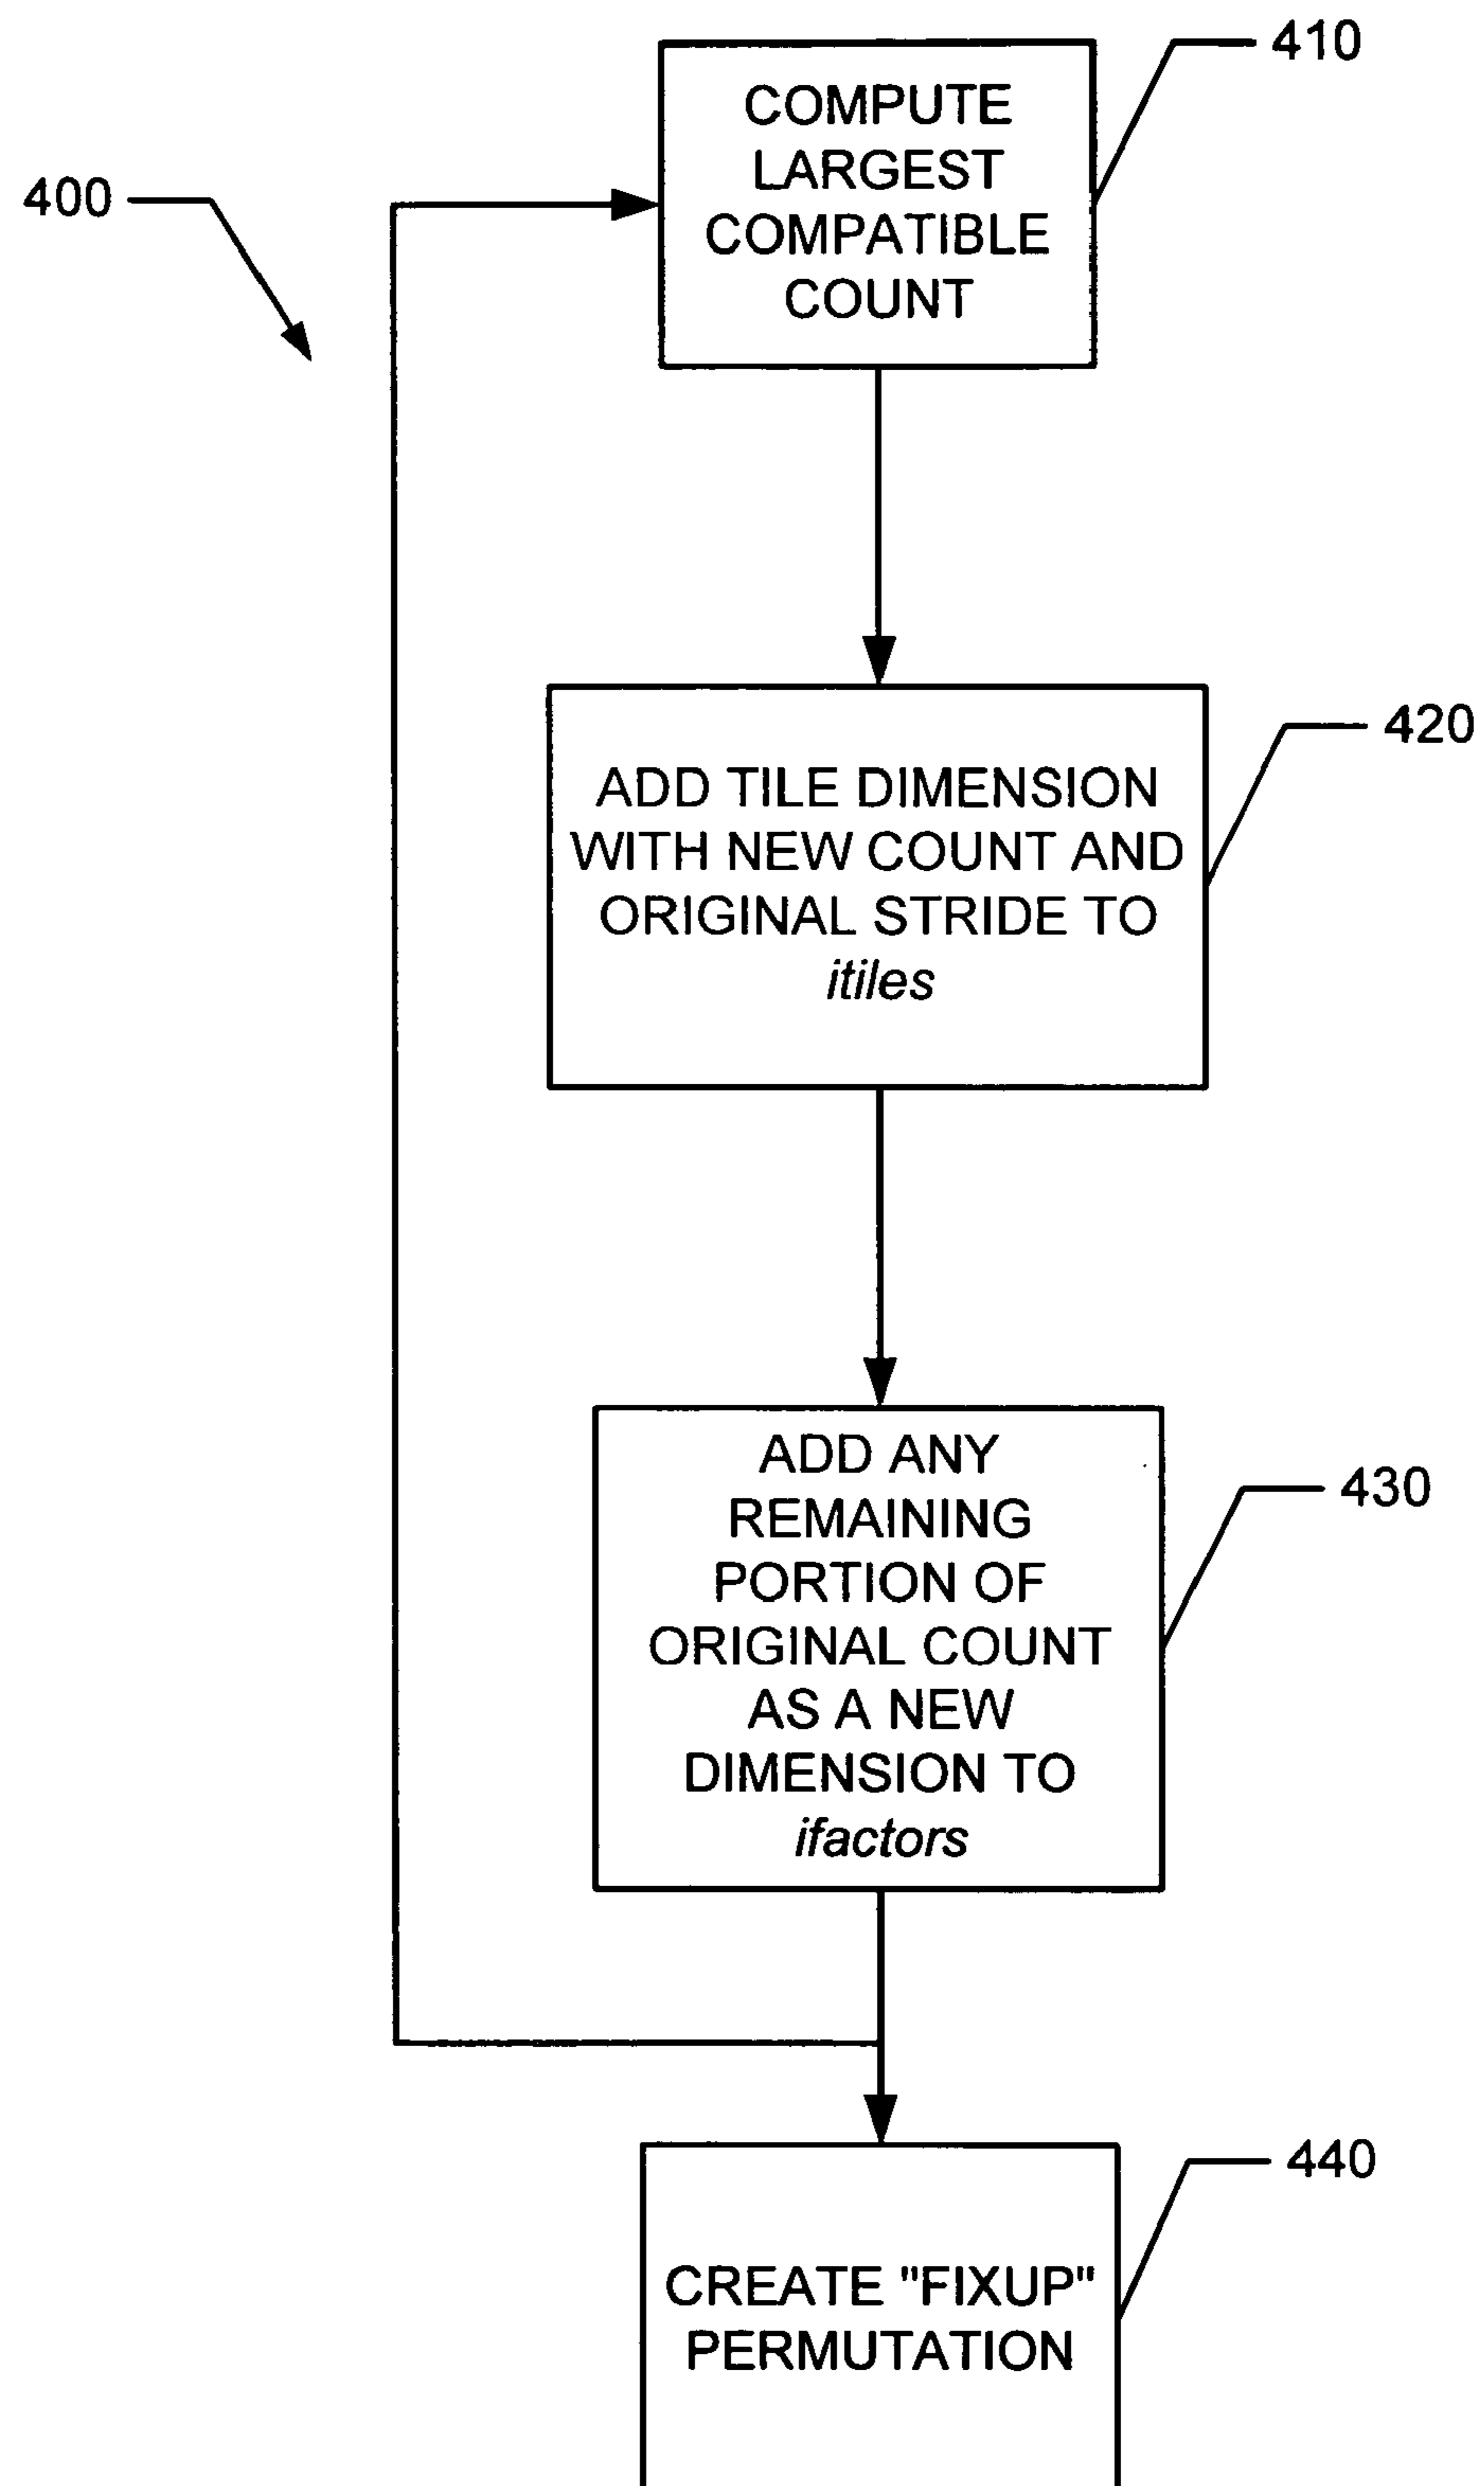 410
COMPUTE
LARGEST
COMPATIBLE
COUNT
400
420
ADD TILE DIMENSION
WITH NEW COUNT AND
ORIGINAL STRIDE TO
itiles
430
ADD ANY
REMAINING
PORTION OF
ORIGINAL COUNT
AS A NEW
DIMENSION TO
ifactors
440
CREATE "FIXUP"
PERMUTATION